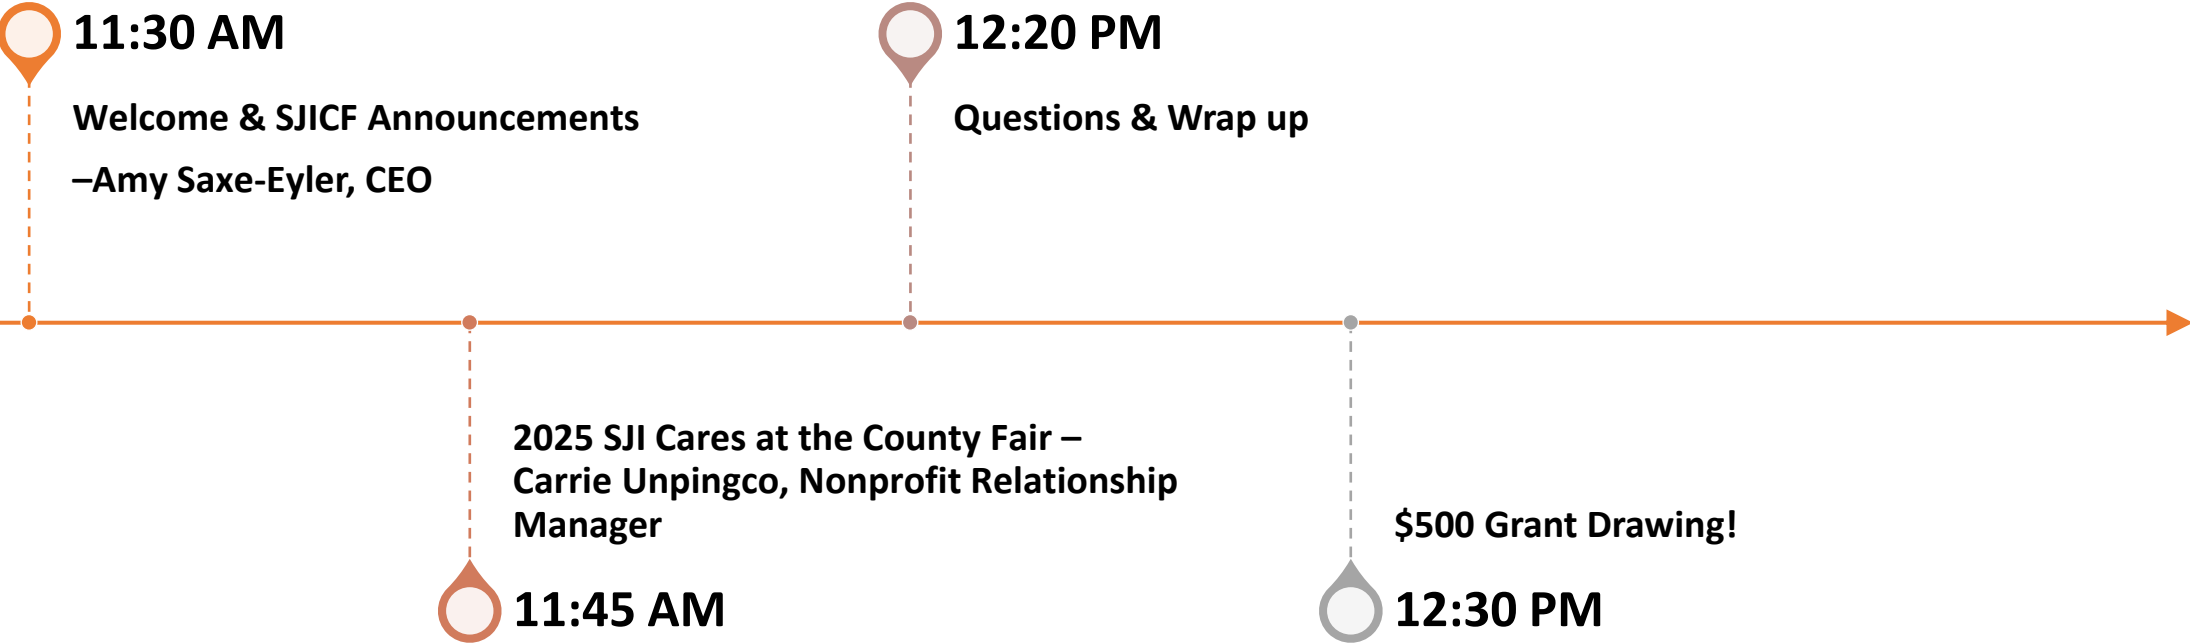 11:30 AM
Welcome & SJICF Announcements
–Amy Saxe-Eyler, CEO
2025 SJI Cares at the County Fair –
Carrie Unpingco, Nonprofit Relationship
Manager
11:45 AM
12:20 PM
Questions & Wrap up
$500 Grant Drawing!
12:30 PM